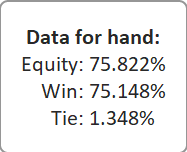 Data for hand:
Equity: 75.822%
Win: 75.148%
Tie: 1.348%